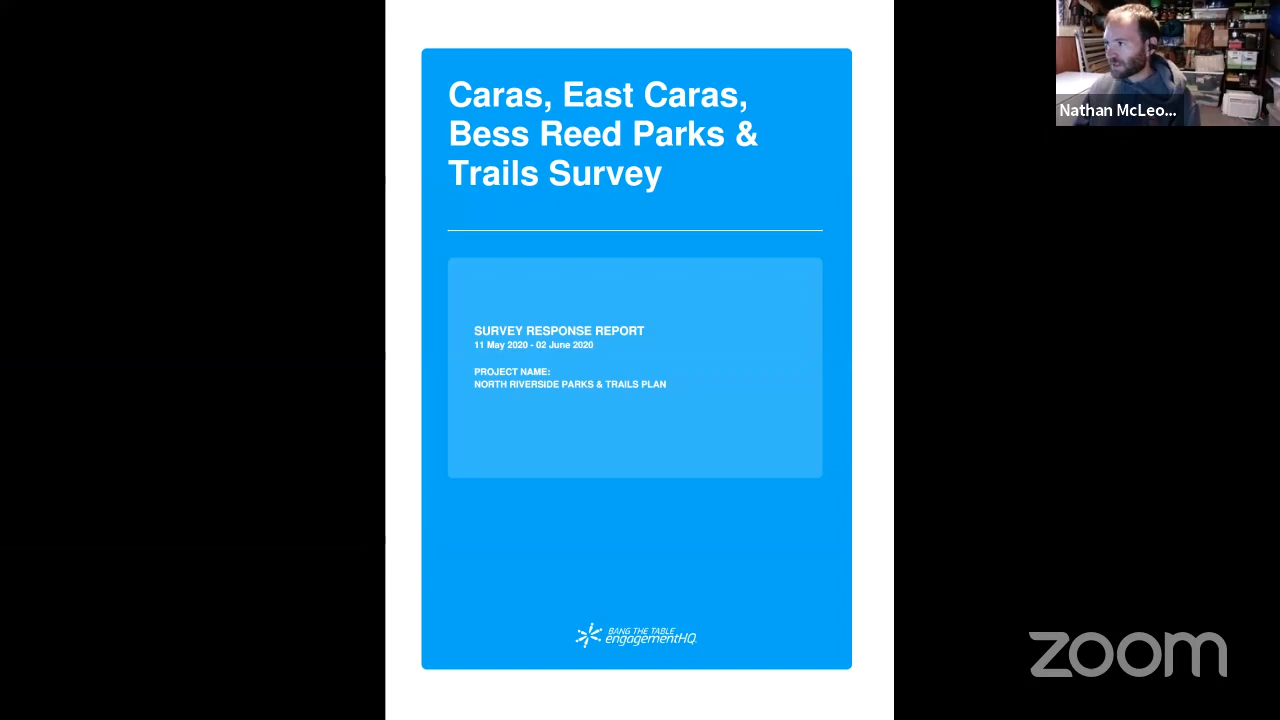 Caras, East Caras,
Bess Reed Parks &
Trails Survey
SURVEY RESPONSE REPORT
11 May 2020 - 02 June 2020
PROJECT NAME:
NORTH RIVERSIDE PARKS & TRAILS PLAN
BANG THE TABLE
engagementHQ
Nathan McLeo...
zoom